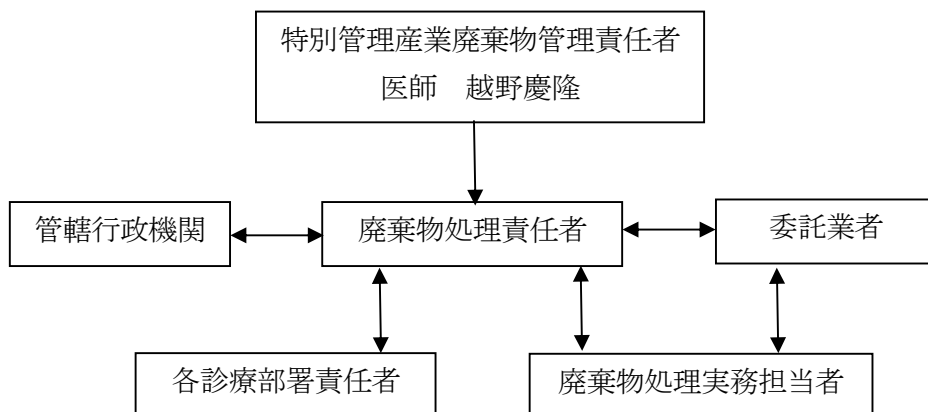 特別管理産業廃棄物管理責任者
医師　越野慶隆
管轄行政機関
廃棄物処理責任者
委託業者
各診療部署責任者
廃棄物処理実務担当者